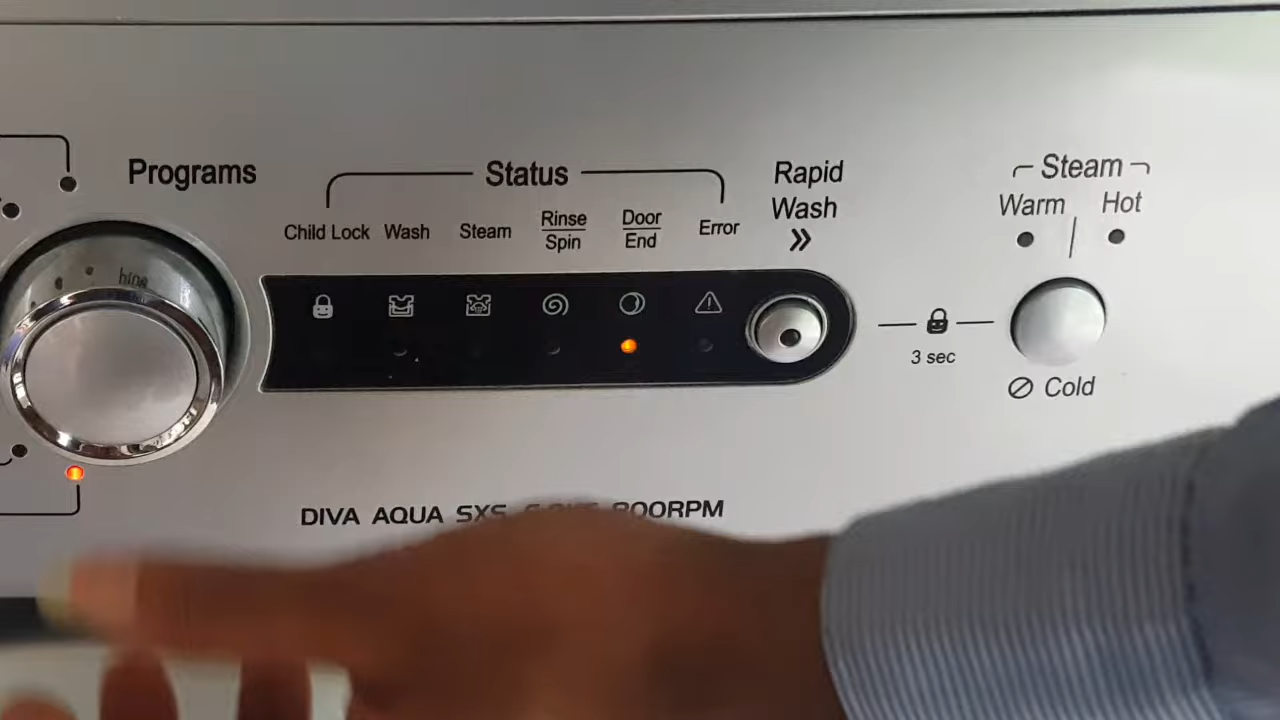 Programs
Status
Child Lock
Wash
Steam
Rinse
Spin
Door
End
Error
Rapid
Wash
Steam
Warm
Hot
3 sec
Cold
DIVA AQUA SXS 800RPM